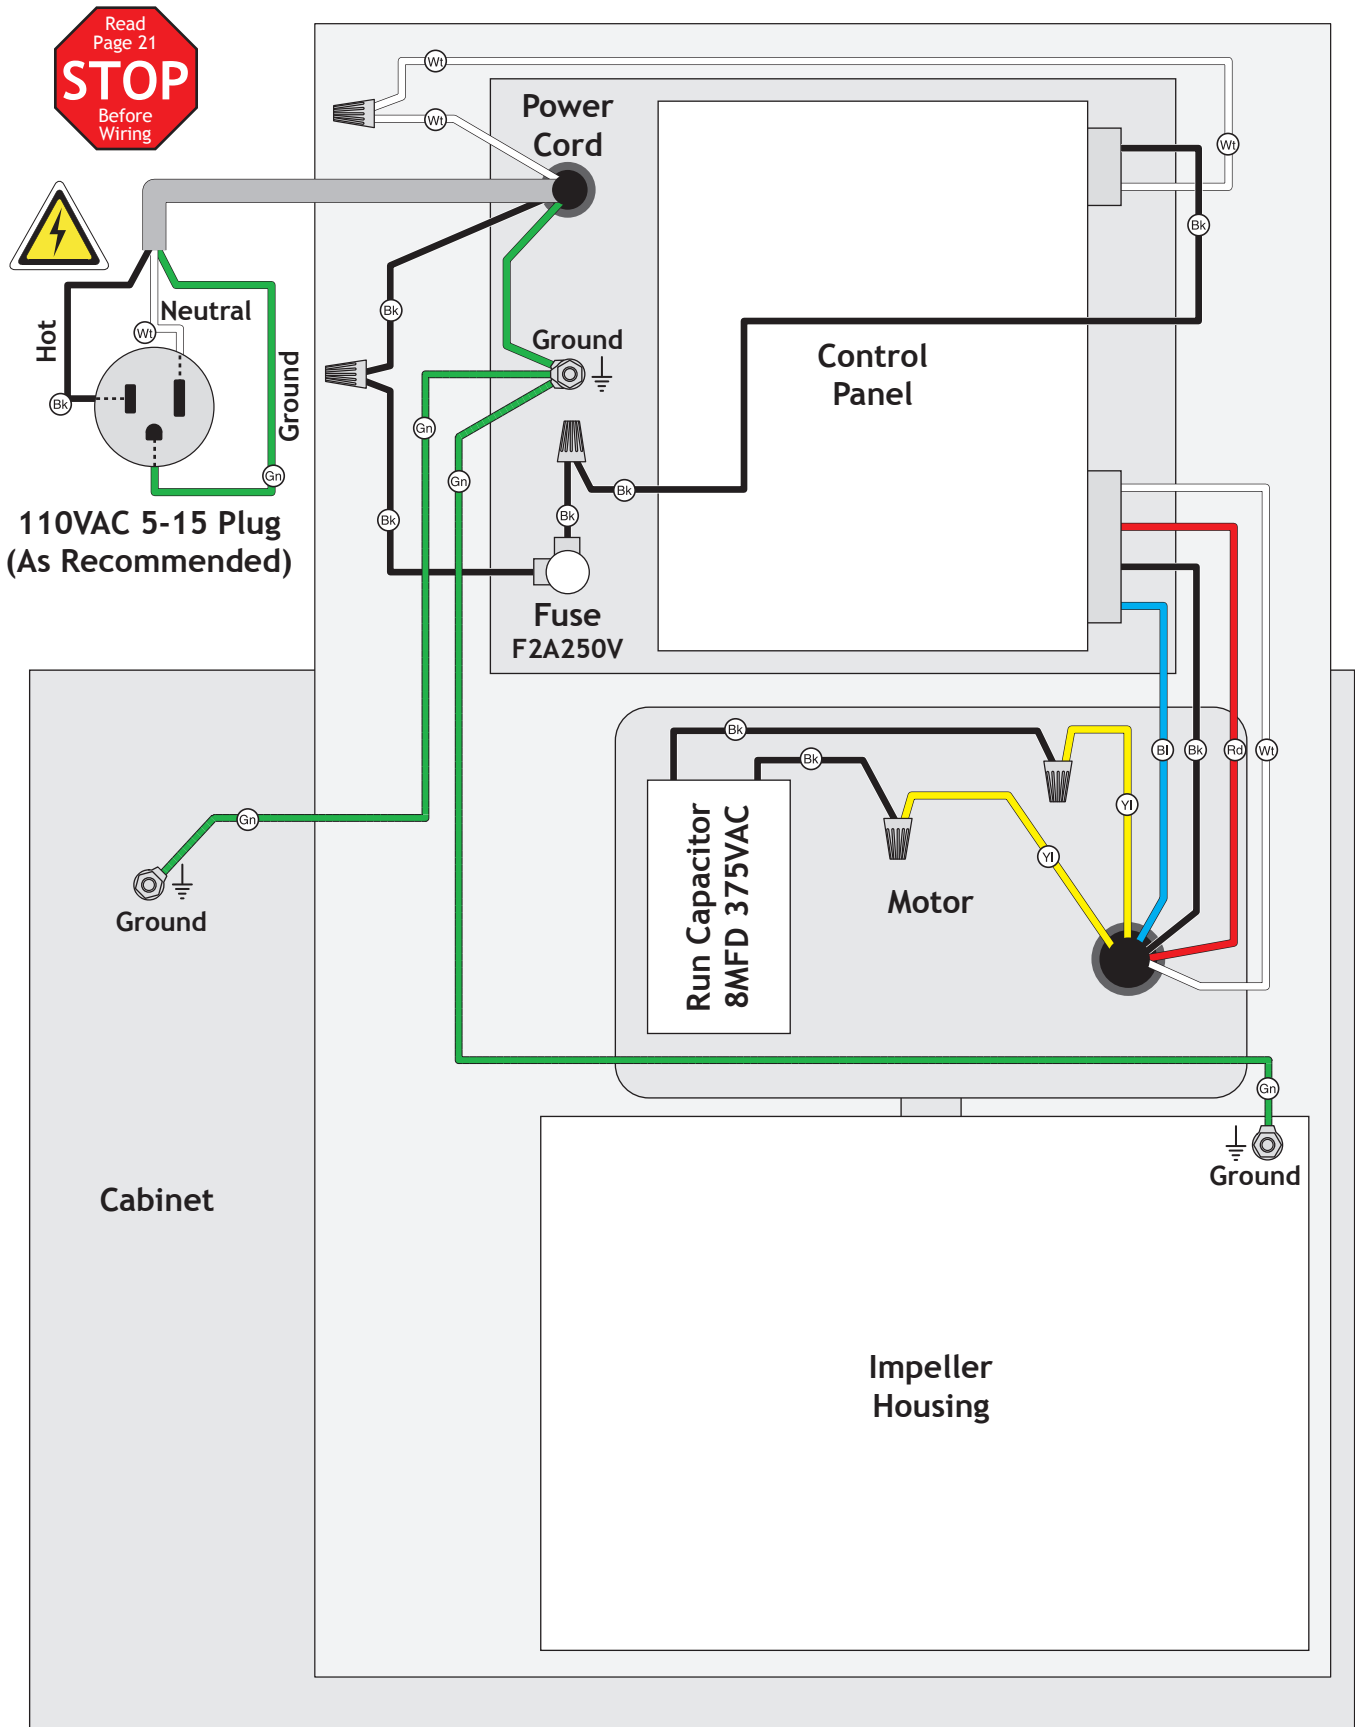 Read
Page 21
STOP
Before
Wiring
Wt
Wt
Power
Cord
Wt
Bk
Hot
Neutral
Wt
Ground
Bk
Gn
110VAC 5-15 Plug
(As Recommended)
Bk
Ground
Control
Panel
Gn
Gn
Bk
Bk
Bk
Fuse
F2A250V
Bk
Bk
Bl
Bk
Rd
Wt
Yl
Yl
Run Capacitor
8MFD 375VAC
Motor
Gn
Ground
Gn
Ground
Cabinet
Impeller
Housing